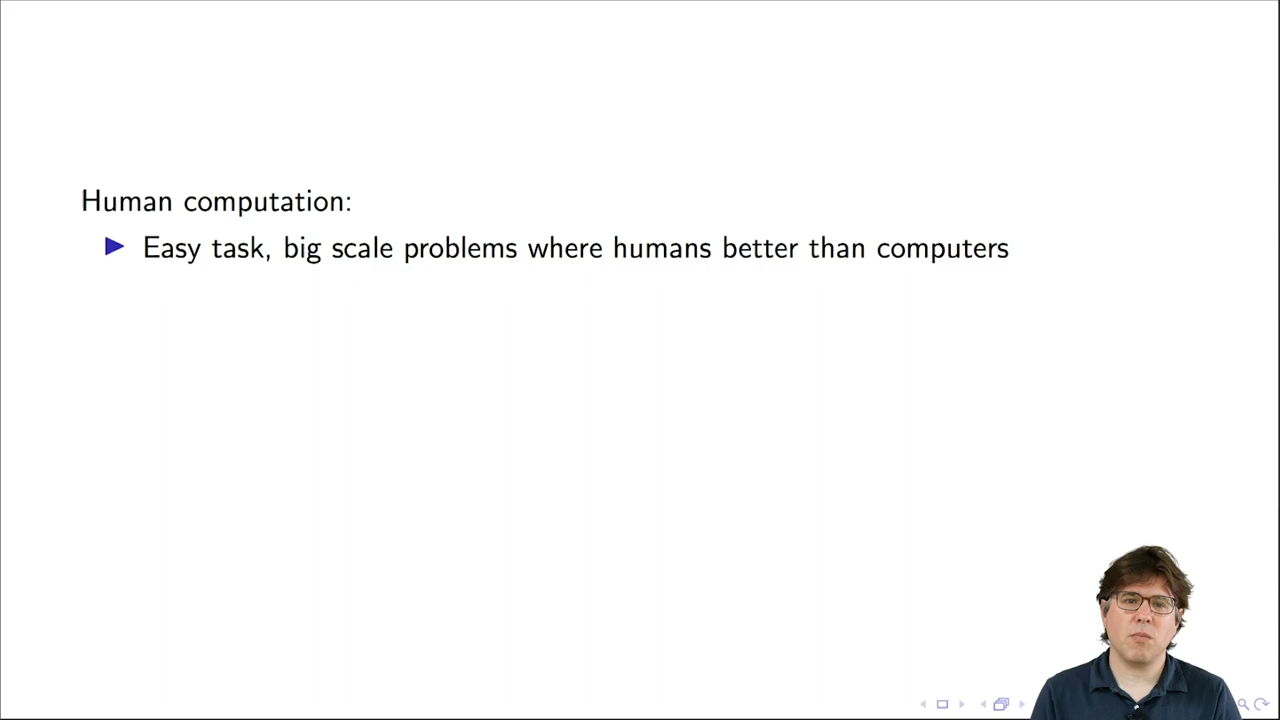 Human computation:
Easy task, big scale problems where humans better than computers